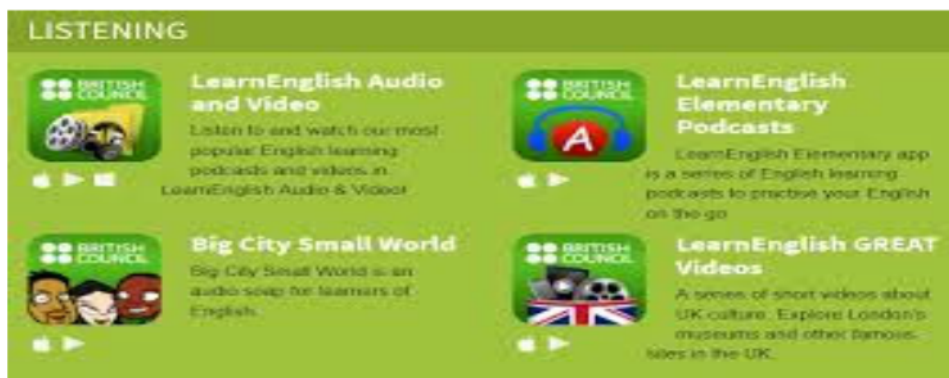 LISTENING
BRITISH
COUNCIL
LearnEnglish Audio
and Video
Listen to and watch our most
popular English learning
podcasts and videos in
LearnEnglish Audio & Video!
BRITISH
COUNCIL
A
LearnEnglish
Elementary
Podcasts
LearnEnglish Elementary app
is a series of English learning
podcasts to practise your English
on the go
BRITISH
COUNCIL
Big City Small World
Big City Small World is an
audio soap for learners of
English.
BRITISH
COUNCIL
LearnEnglish GREAT
Videos
A series of short videos about
UK culture. Explore London's
museums and other famous
sites in the UK.